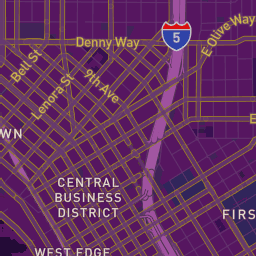 Denny Way
5
E Olive Way
Bell St
Lenora St
9th Ave
WN
E
CENTRAL
BUSINESS
DISTRICT
FIRS
WEST EDGE